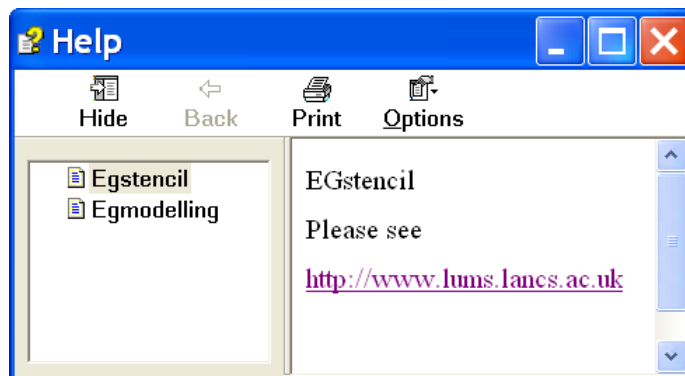 Help
Hide Back Print Options
Egstencil
Egmodelling
EGstencil
Please see
http://www.lums.lancs.ac.uk